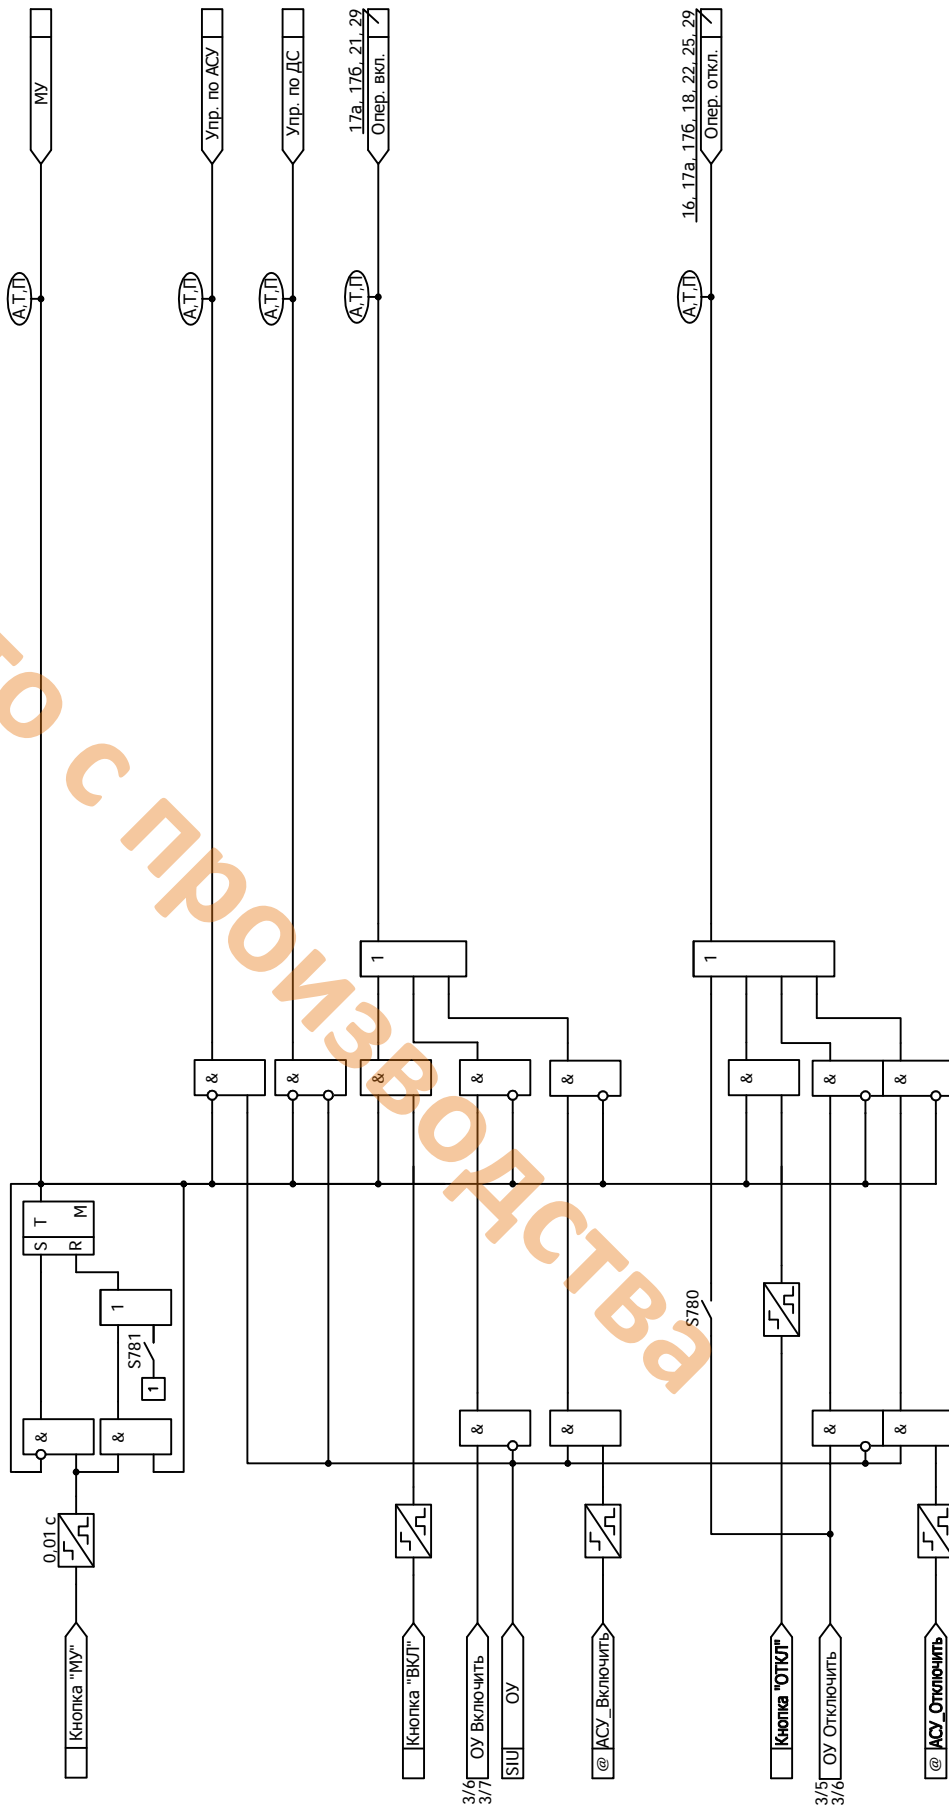 МУ
Упр. по АСУ
Упр. по ДС
17а, 17б, 21, 29
Опер. вкл.
16, 17а, 17б, 18, 22, 25, 29
Опер. откл.
А,Т,П
А,Т,П
А,Т,П
А,Т,П
А,Т,П
то с производства
1
1
&
&
&
&
&
&
&
&
S T M
R
1
S781
1
S780
&
&
&
&
&
&
0,01 с
Кнопка "МУ"
Кнопка "ВКЛ"
3/6
3/7
ОУ Включить
SIU ОУ
@ АСУ_Включить
Кнопка "ОТКЛ"
3/5
3/6
ОУ Отключить
@ АСУ_Отключить